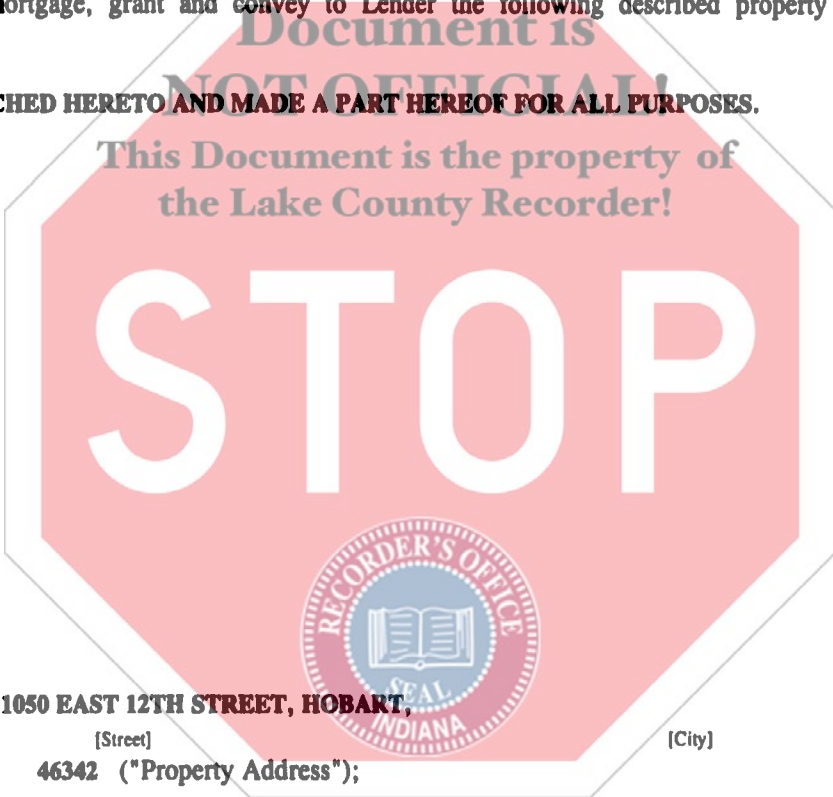 ortgage, grant and convey to Lender the following described property
Document is
NOT OFFICIAL!
CHED HERETO AND MADE A PART HEREOF FOR ALL PURPOSES.
This Document is the property of
the Lake County Recorder!
STOP
RECORDER'S OFFICE
SEAL
INDIANA
1050 EAST 12TH STREET, HOBART,
[Street] [City]
46342 ("Property Address");